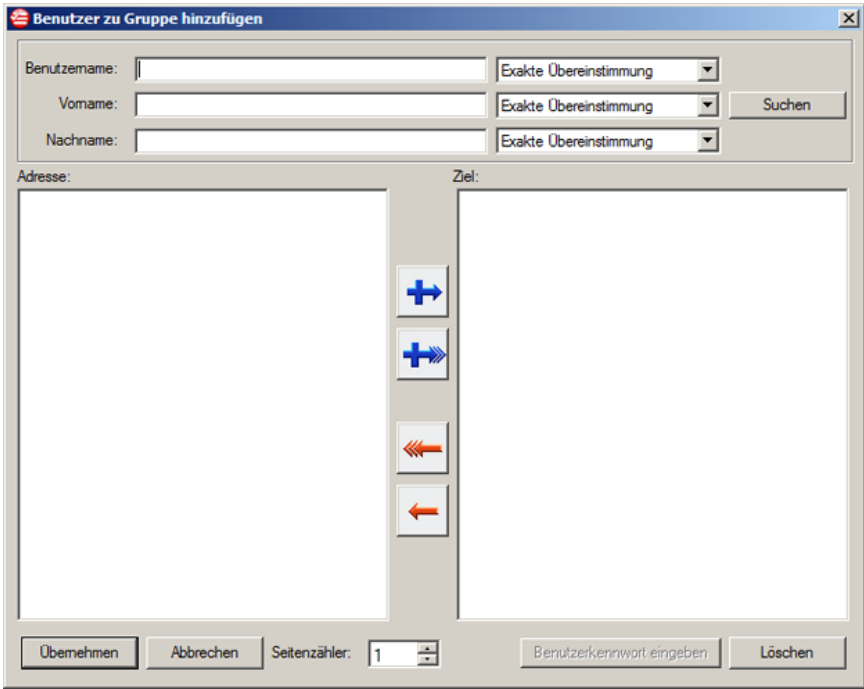 Benutzer zu Gruppe hinzufügen
Benutzername: Exakte Übereinstimmung
Vorname: Exakte Übereinstimmung Suchen
Nachname: Exakte Übereinstimmung
Adresse: Ziel:
Übernehmen Abbrechen Seitenzähler: 1 Benutzerkennwort eingeben Löschen